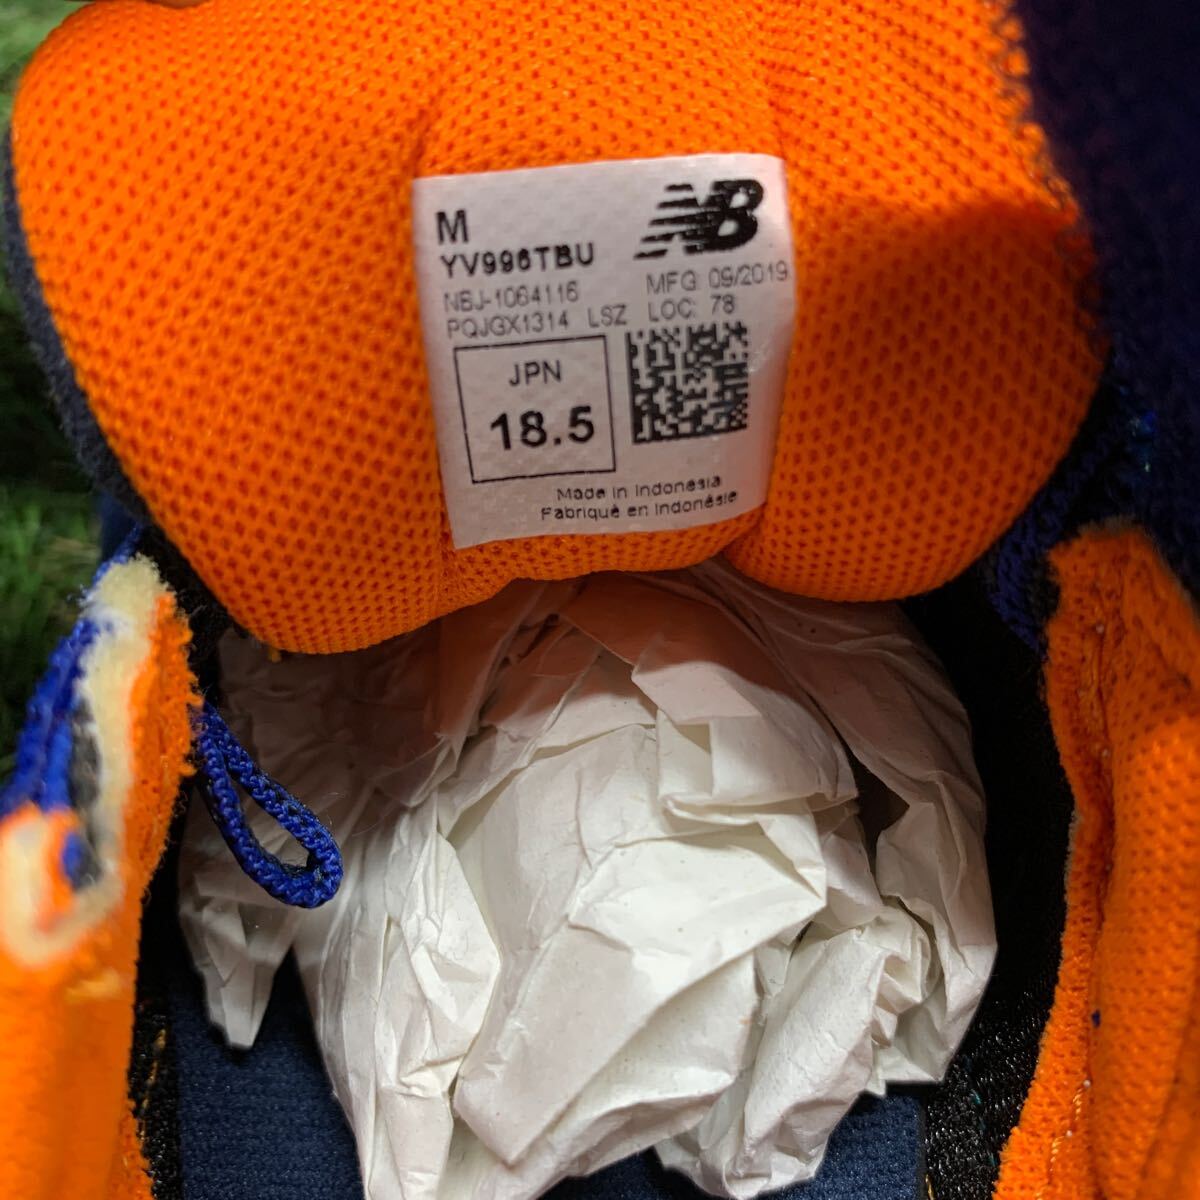 M
NB
YV996TBU
NBJ-1064116 MFG: 09/2019
PQJGX1314 LSZ LOC: 78
JPN
18.5
Made in Indonesia
Fabriqué en Indonésie